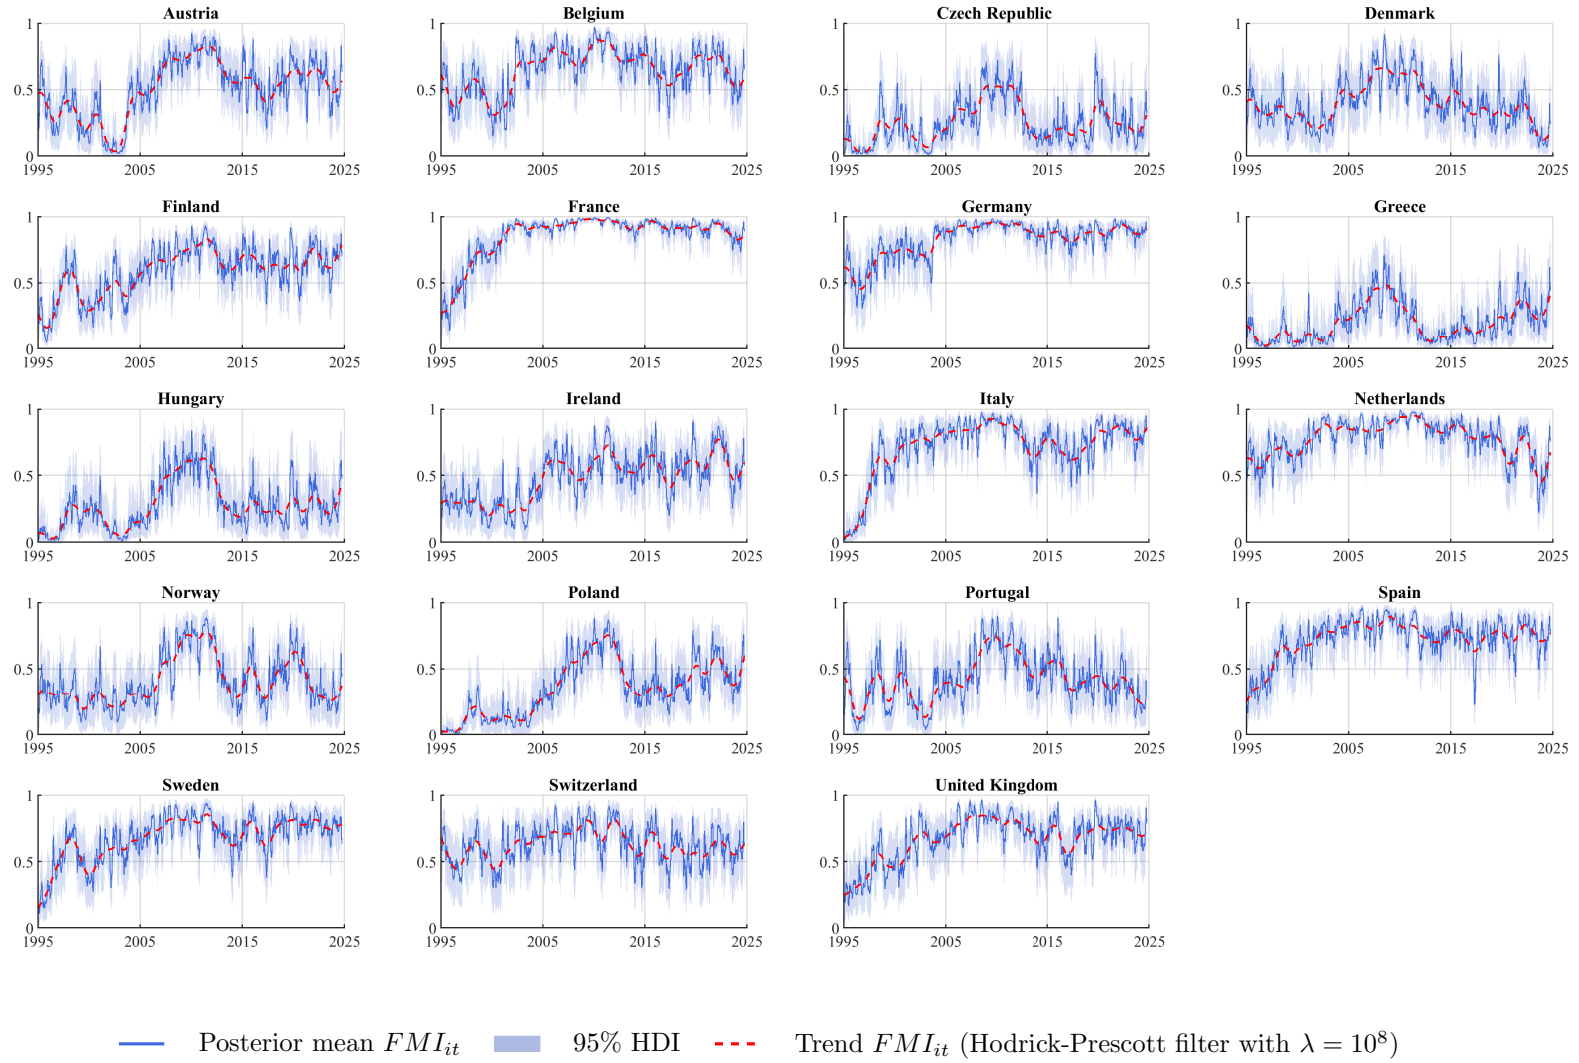 Austria
Belgium
Czech Republic
Denmark
1
0.5
0
1995 2005 2015 2025
1
0.5
0
1995 2005 2015 2025
1
0.5
0
1995 2005 2015 2025
1
0.5
0
1995 2005 2015 2025
Finland
France
Germany
Greece
1
0.5
0
1995 2005 2015 2025
1
0.5
0
1995 2005 2015 2025
1
0.5
0
1995 2005 2015 2025
1
0.5
0
1995 2005 2015 2025
Hungary
Ireland
Italy
Netherlands
1
0.5
0
1995 2005 2015 2025
1
0.5
0
1995 2005 2015 2025
1
0.5
0
1995 2005 2015 2025
1
0.5
0
1995 2005 2015 2025
Norway
Poland
Portugal
Spain
1
0.5
0
1995 2005 2015 2025
1
0.5
0
1995 2005 2015 2025
1
0.5
0
1995 2005 2015 2025
1
0.5
0
1995 2005 2015 2025
Sweden
Switzerland
United Kingdom
1
0.5
0
1995 2005 2015 2025
1
0.5
0
1995 2005 2015 2025
1
0.5
0
1995 2005 2015 2025
Posterior mean FMI_it 95% HDI Trend FMI_it (Hodrick-Prescott filter with λ = 10^8)